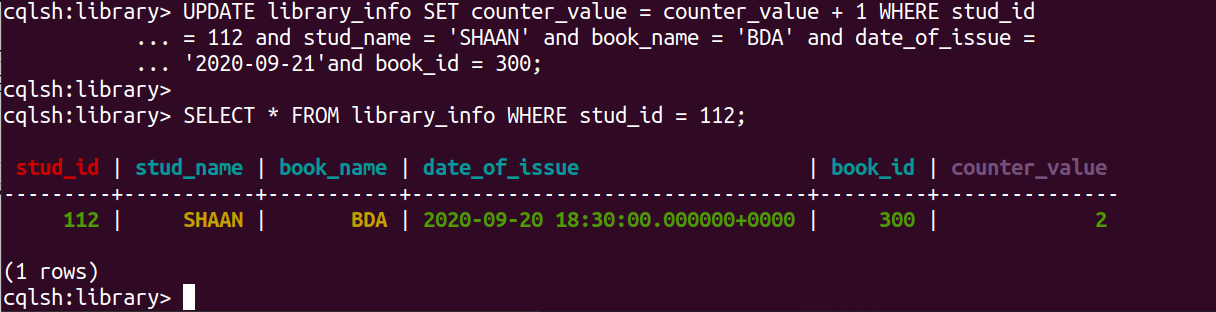 cqlsh:library> UPDATE library_info SET counter_value = counter_value + 1 WHERE stud_id
... = 112 and stud_name = 'SHAAN' and book_name = 'BDA' and date_of_issue =
... '2020-09-21'and book_id = 300;
cqlsh:library>
cqlsh:library> SELECT * FROM library_info WHERE stud_id = 112;
stud_id | stud_name | book_name | date_of_issue | book_id | counter_value
---------+-----------+-----------+---------------------------------+---------+---------------
112 | SHAAN | BDA | 2020-09-20 18:30:00.000000+0000 | 300 | 2
(1 rows)
cqlsh:library>